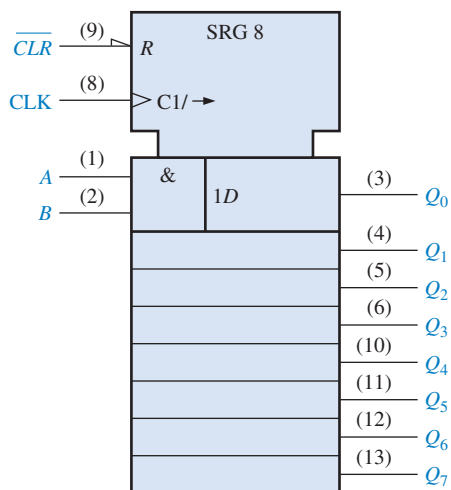 SRG 8
(9)
CLR R
(8)
CLK C1/
(1)
A &
(2)
B 1D
(3)
Q0
(4)
Q1
(5)
Q2
(6)
Q3
(10)
Q4
(11)
Q5
(12)
Q6
(13)
Q7